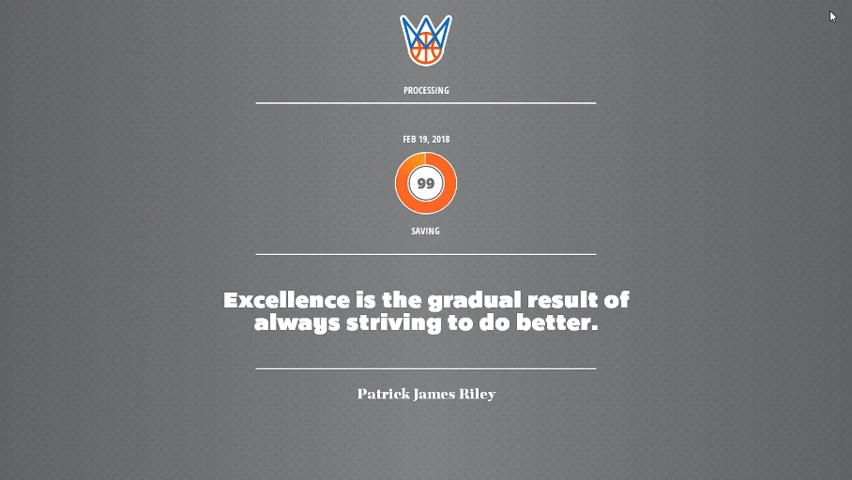 PROCESSING
FEB 19, 2018
99
SAVING
Excellence is the gradual result of
always striving to do better.
Patrick James Riley